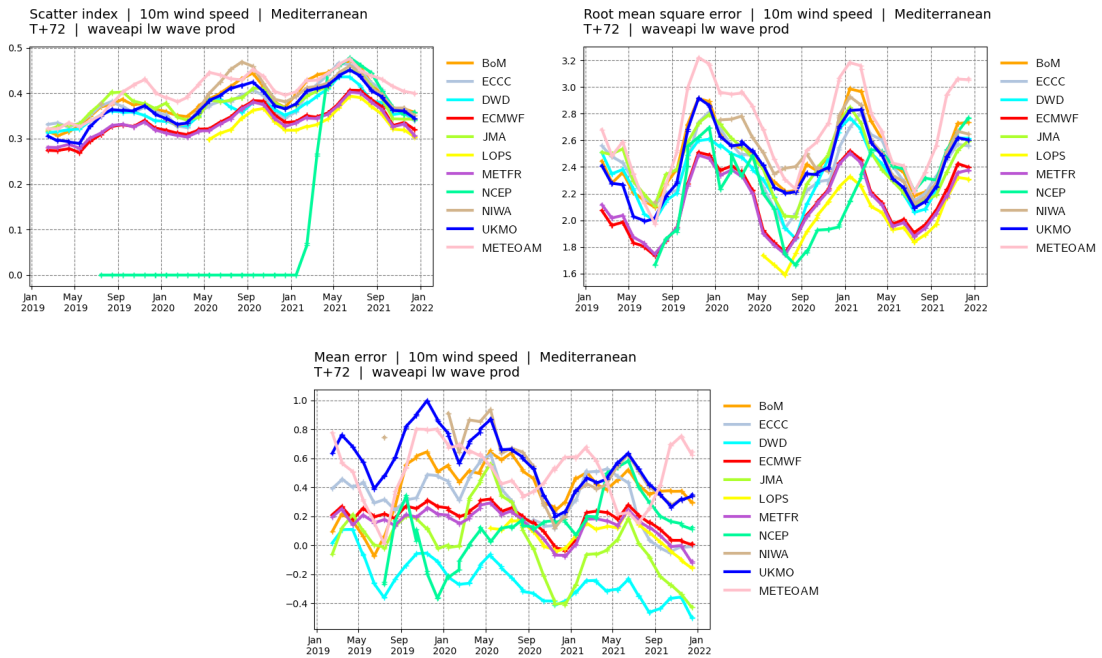 Scatter index | 10m wind speed | Mediterranean
T+72 | waveapi lw wave prod
0.5
0.4
0.3
0.2
0.1
0.0
Jan 2019
May 2019
Sep 2019
Jan 2020
May 2020
Sep 2020
Jan 2021
May 2021
Sep 2021
Jan 2022
BoM
ECCC
DWD
ECMWF
JMA
LOPS
METFR
NCEP
NIWA
UKMO
METEOAM
Root mean square error | 10m wind speed | Mediterranean
T+72 | waveapi lw wave prod
3.2
3.0
2.8
2.6
2.4
2.2
2.0
1.8
1.6
Jan 2019
May 2019
Sep 2019
Jan 2020
May 2020
Sep 2020
Jan 2021
May 2021
Sep 2021
Jan 2022
BoM
ECCC
DWD
ECMWF
JMA
LOPS
METFR
NCEP
NIWA
UKMO
METEOAM
Mean error | 10m wind speed | Mediterranean
T+72 | waveapi lw wave prod
1.0
0.8
0.6
0.4
0.2
0.0
−0.2
−0.4
Jan 2019
May 2019
Sep 2019
Jan 2020
May 2020
Sep 2020
Jan 2021
May 2021
Sep 2021
Jan 2022
BoM
ECCC
DWD
ECMWF
JMA
LOPS
METFR
NCEP
NIWA
UKMO
METEOAM